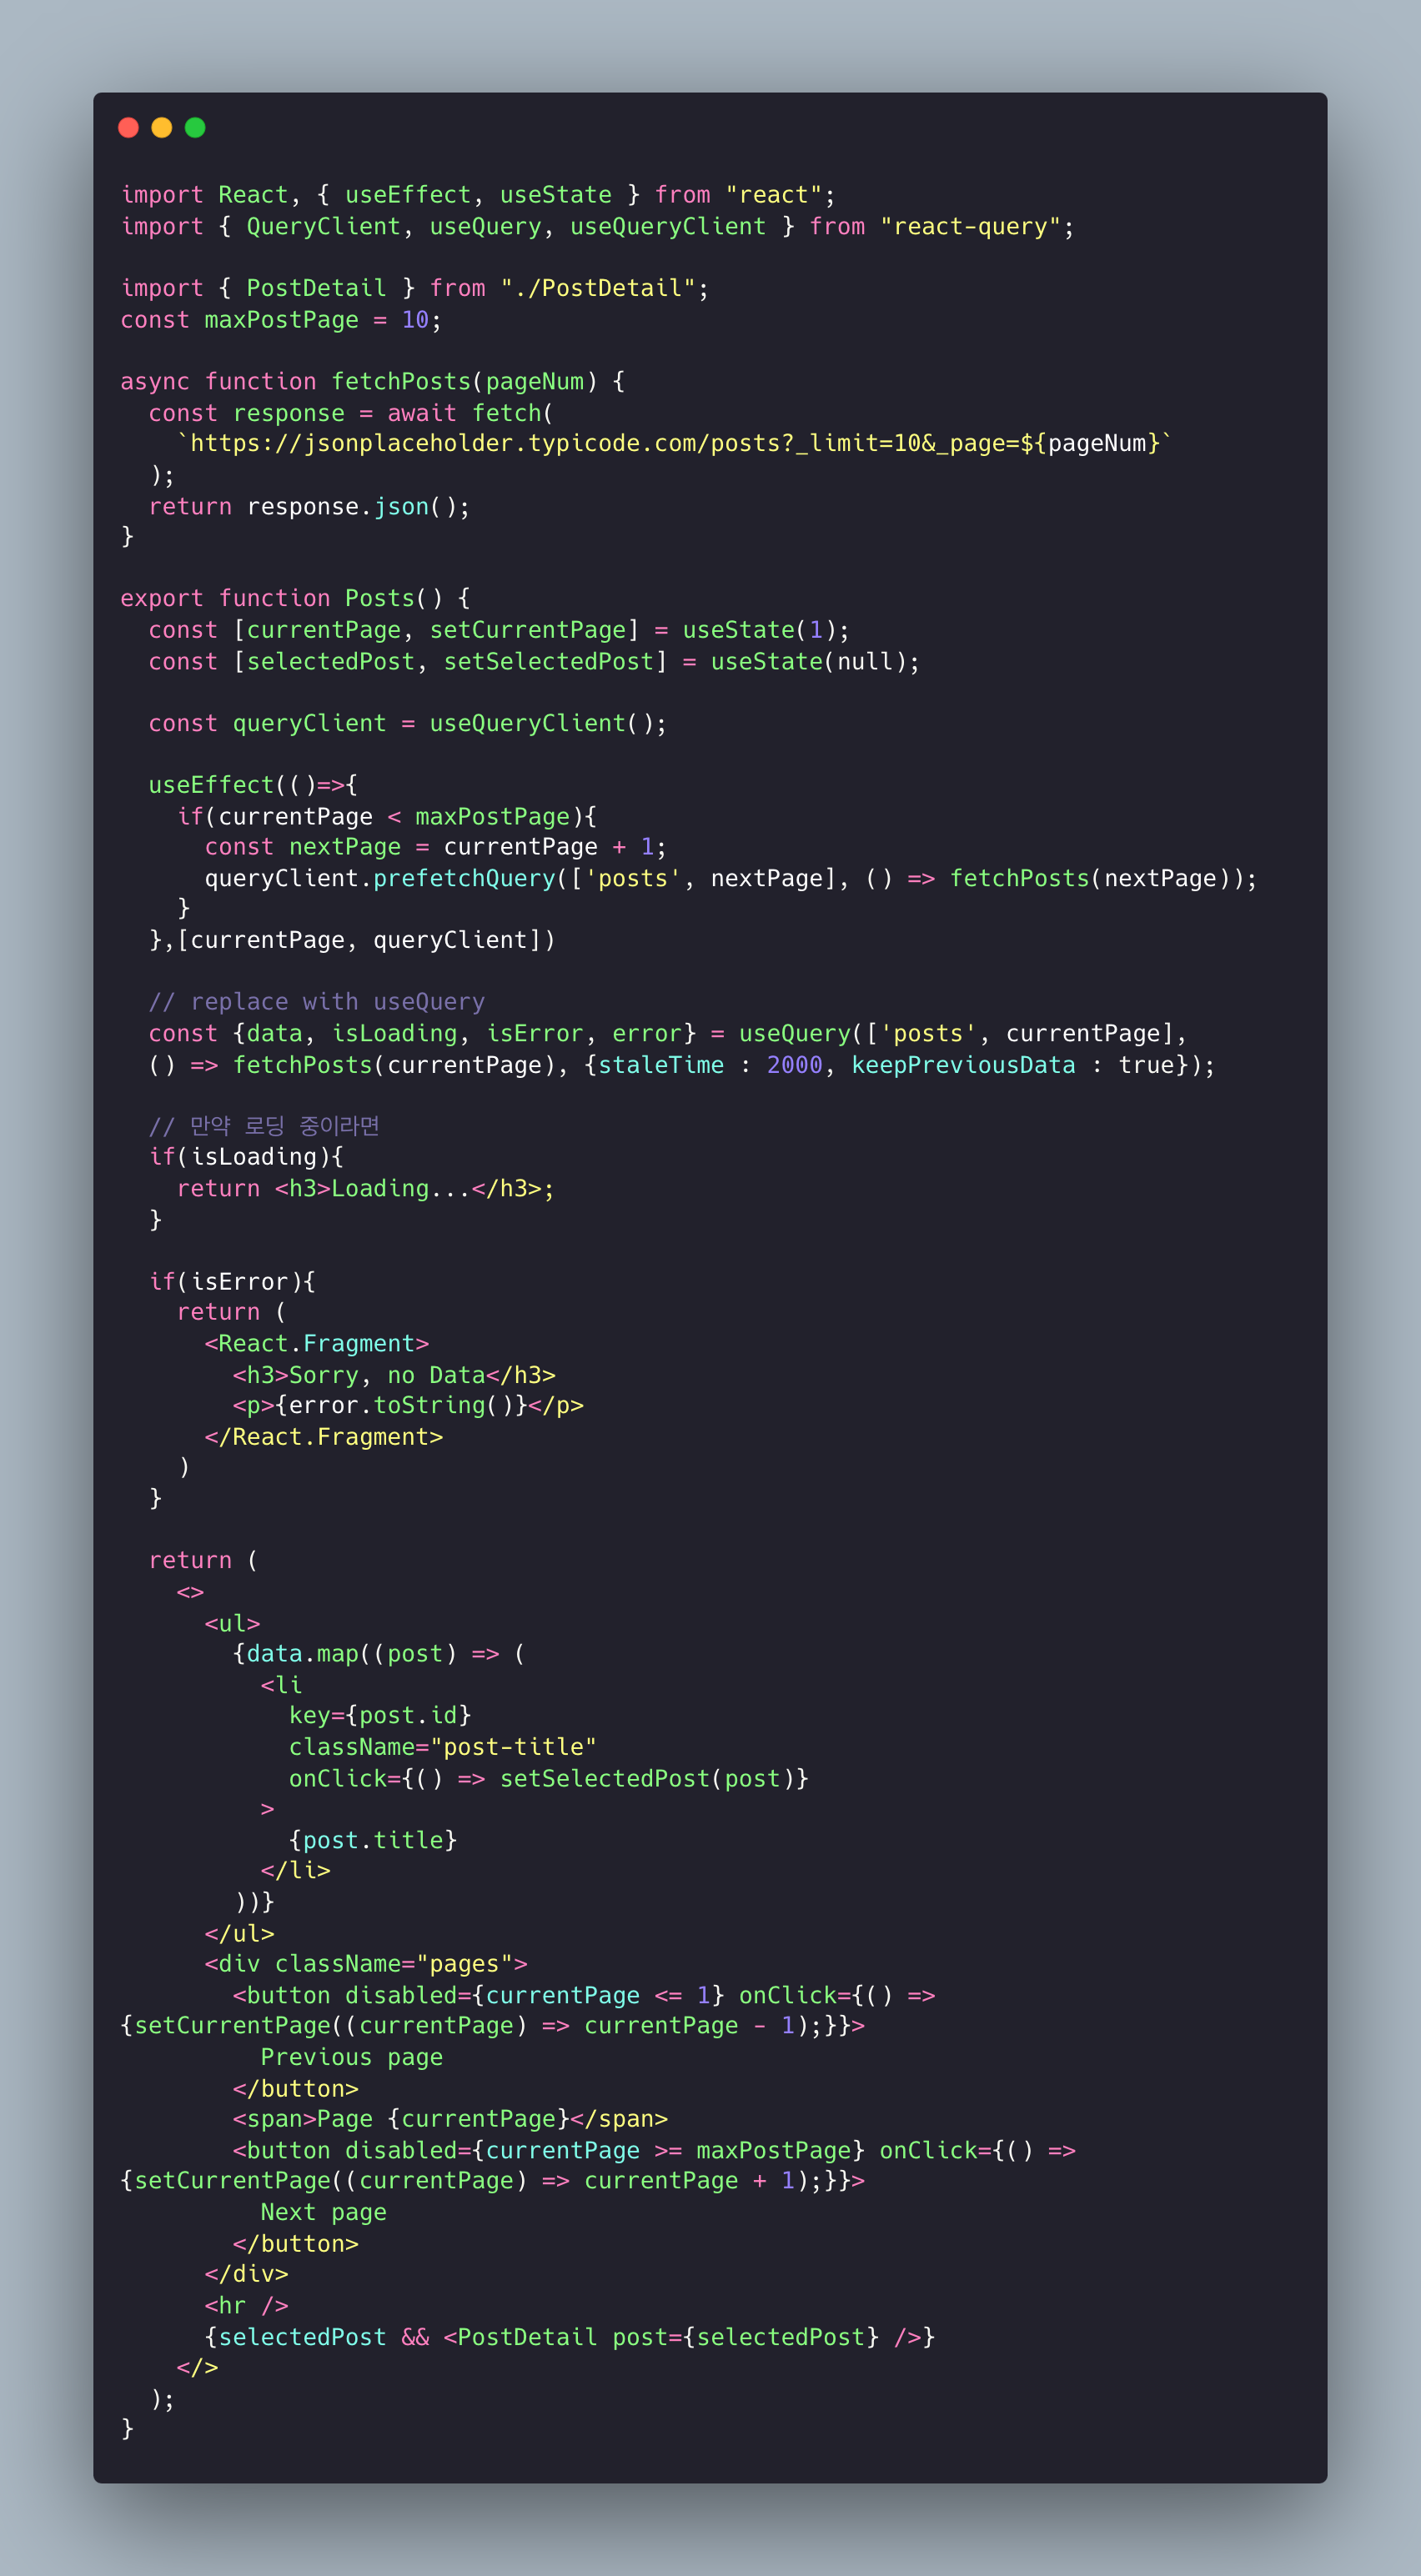 import React, { useEffect, useState } from "react";
import { QueryClient, useQuery, useQueryClient } from "react-query";

import { PostDetail } from "./PostDetail";
const maxPostPage = 10;

async function fetchPosts(pageNum) {
  const response = await fetch(
    `https://jsonplaceholder.typicode.com/posts?_limit=10&_page=${pageNum}`
  );
  return response.json();
}

export function Posts() {
  const [currentPage, setCurrentPage] = useState(1);
  const [selectedPost, setSelectedPost] = useState(null);

  const queryClient = useQueryClient();

  useEffect(()=>{
    if(currentPage < maxPostPage){
      const nextPage = currentPage + 1;
      queryClient.prefetchQuery(['posts', nextPage], () => fetchPosts(nextPage));
    }
  },[currentPage, queryClient])

  // replace with useQuery
  const {data, isLoading, isError, error} = useQuery(['posts', currentPage],
  () => fetchPosts(currentPage), {staleTime : 2000, keepPreviousData : true});

  // 만약 로딩 중이라면
  if(isLoading){
    return <h3>Loading...</h3>;
  }

  if(isError){
    return (
      <React.Fragment>
        <h3>Sorry, no Data</h3>
        <p>{error.toString()}</p>
      </React.Fragment>
    )
  }

  return (
    <>
      <ul>
        {data.map((post) => (
          <li
            key={post.id}
            className="post-title"
            onClick={() => setSelectedPost(post)}
          >
            {post.title}
          </li>
        ))}
      </ul>
      <div className="pages">
        <button disabled={currentPage <= 1} onClick={() =>
{setCurrentPage((currentPage) => currentPage - 1);}}>
          Previous page
        </button>
        <span>Page {currentPage}</span>
        <button disabled={currentPage >= maxPostPage} onClick={() =>
{setCurrentPage((currentPage) => currentPage + 1);}}>
          Next page
        </button>
      </div>
      <hr />
      {selectedPost && <PostDetail post={selectedPost} />}
    </>
  );
}